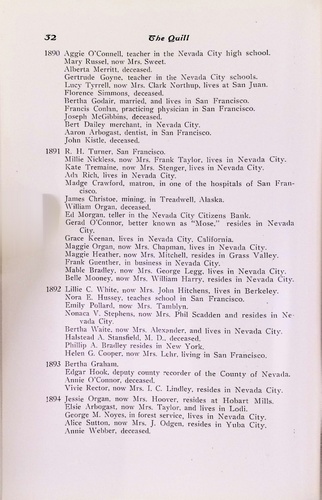 32 The Quill
1890 Aggie O'Connell, teacher in the Nevada City high school.
Mary Russel, now Mrs. Sweet.
Alberta Merritt, deceased.
Gertrude Goyne, teacher in the Nevada City schools.
Lucy Tyrrell, now Mrs. Clark Northup, lives at San Juan.
Florence Simmons, deceased.
Bertha Godair, married, and lives in San Francisco.
Francis Conlan, practicing physician in San Francisco.
Joseph McGibbins, deceased.
Bert Dailey merchant, in Nevada City.
Aaron Arbogast, dentist, in San Francisco.
John Kistle, deceased.
1891 R. H. Turner, San Francisco.
Millie Nickless, now Mrs. Frank Taylor, lives in Nevada City.
Kate Tremaine, now Mrs. Stenger, lives in Nevada City.
Ada Rich, lives in Nevada City.
Madge Crawford, matron, in one of the hospitals of San Fran-
cisco.
James Christoe, mining, in Treadwell, Alaska.
William Organ, deceased.
Ed Morgan, teller in the Nevada City Citizens Bank.
Gerad O'Connor, better known as "Mose," resides in Nevada
City.
Grace Keenan, lives in Nevada City, California.
Maggie Organ, now Mrs. Chapman, lives in Nevada City.
Maggie Heather, now Mrs. Mitchell, resides in Grass Valley.
Frank Guenther, in business in Nevada City.
Mable Bradley, now Mrs. George Legg, lives in Nevada City.
Belle Mooney, now Mrs. William Harry, resides in Nevada City.
1892 Lillie C. White, now Mrs. John Hitchens, lives in Berkeley.
Nora E. Hussey, teaches school in San Francisco.
Emily Pollard, now Mrs. Tamblyn.
Nonaca V. Stephens, now Mrs. Phil Scadden and resides in Ne-
vada City.
Bertha Waite, now Mrs. Alexander, and lives in Nevada City.
Halstead A. Stansfield, M. D., deceased.
Phillip A. Bradley resides in New York.
Helen G. Cooper, now Mrs. Lehr, living in San Francisco.
1893 Bertha Graham.
Edgar Hook, deputy county recorder of the County of Nevada.
Annie O'Connor, deceased.
Vivie Rector, now Mrs. I. C. Lindley, resides in Nevada City.
1894 Jessie Organ, now Mrs. Hoover, resides at Hobart Mills.
Elsie Arbogast, now Mrs. Taylor, and lives in Lodi.
George M. Noyes, in forest service, lives in Nevada City.
Alice Sutton, now Mrs. J. Odgen, resides in Yuba City.
Annie Webber, deceased.